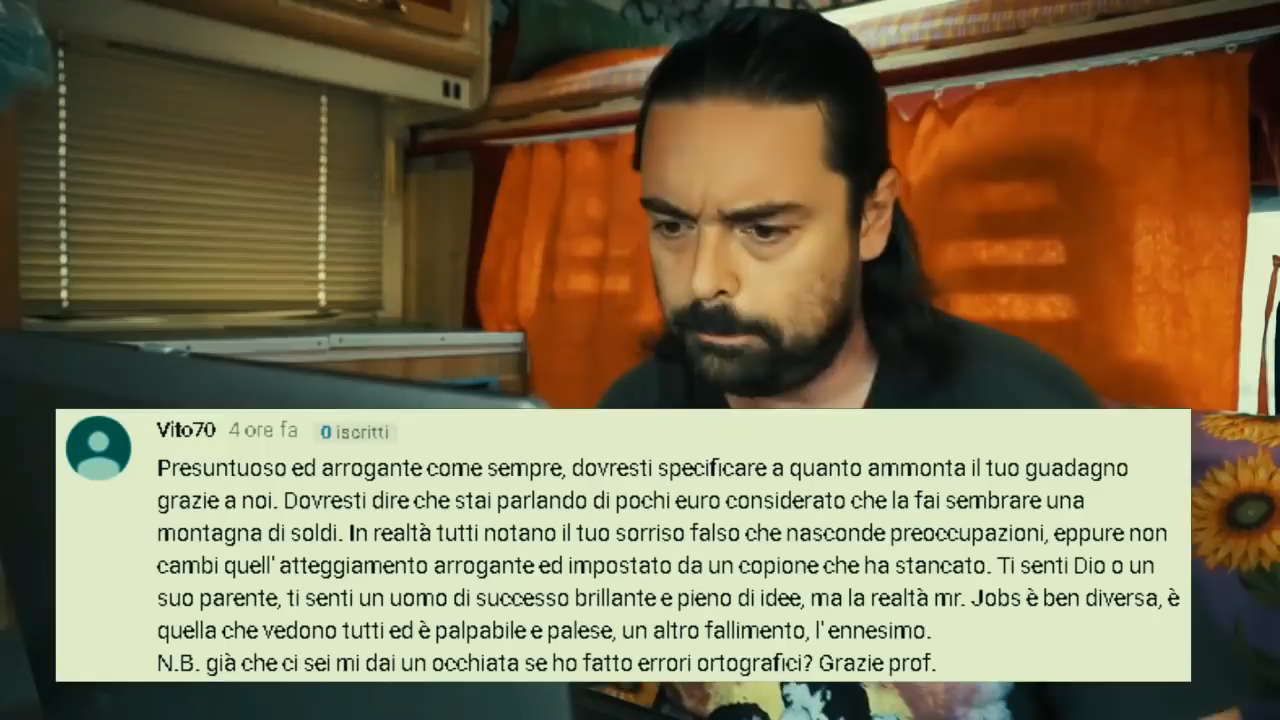 Vito70 4 ore fa 0 iscritti
Presuntuoso ed arrogante come sempre, dovresti specificare a quanto ammonta il tuo guadagno
grazie a noi. Dovresti dire che stai parlando di pochi euro considerato che la fai sembrare una
montagna di soldi. In realtà tutti notano il tuo sorriso falso che nasconde preoccupazioni, eppure non
cambi quell' atteggiamento arrogante ed impostato da un copione che ha stancato. Ti senti Dio o un
suo parente, ti senti un uomo di successo brillante e pieno di idee, ma la realtà mr. Jobs è ben diversa, è
quella che vedono tutti ed è palpabile e palese, un altro fallimento, l' ennesimo.
N.B. già che ci sei mi dai un occhiata se ho fatto errori ortografici? Grazie prof.